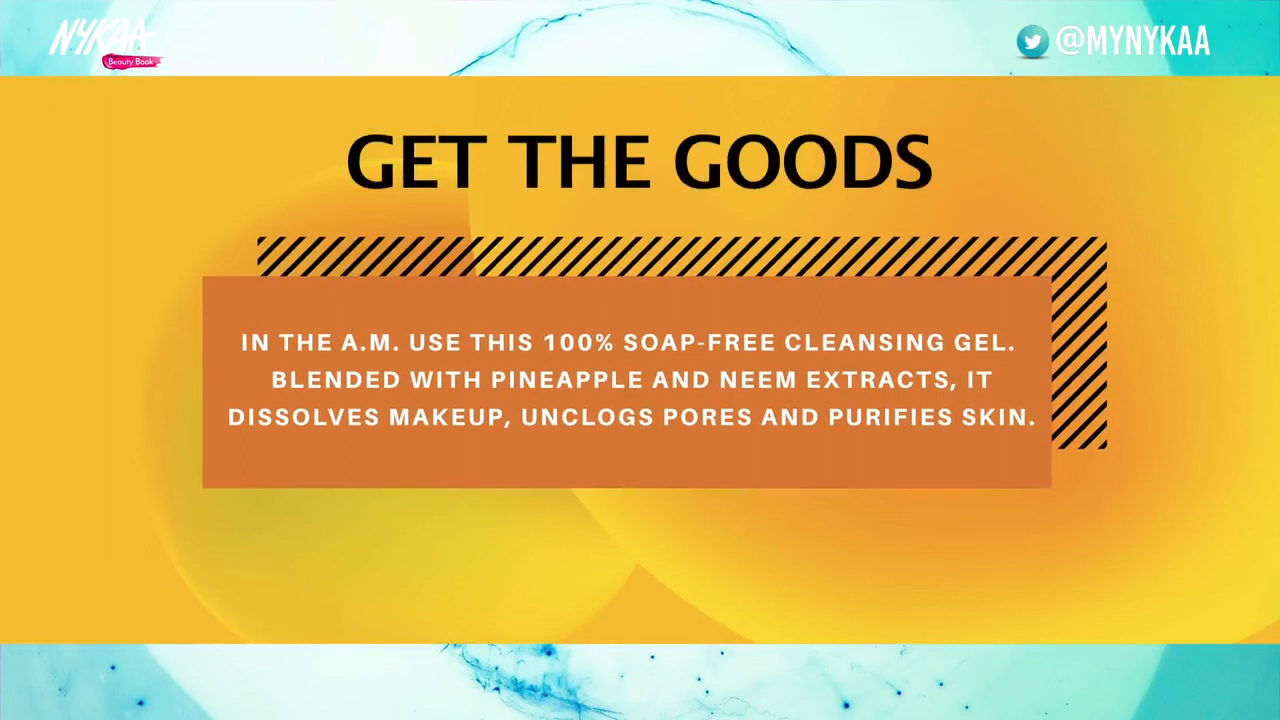 NYKAA
Beauty Book
@MYNYKAA
GET THE GOODS
IN THE A.M. USE THIS 100% SOAP-FREE CLEANSING GEL.
BLENDED WITH PINEAPPLE AND NEEM EXTRACTS, IT
DISSOLVES MAKEUP, UNCLOGS PORES AND PURIFIES SKIN.